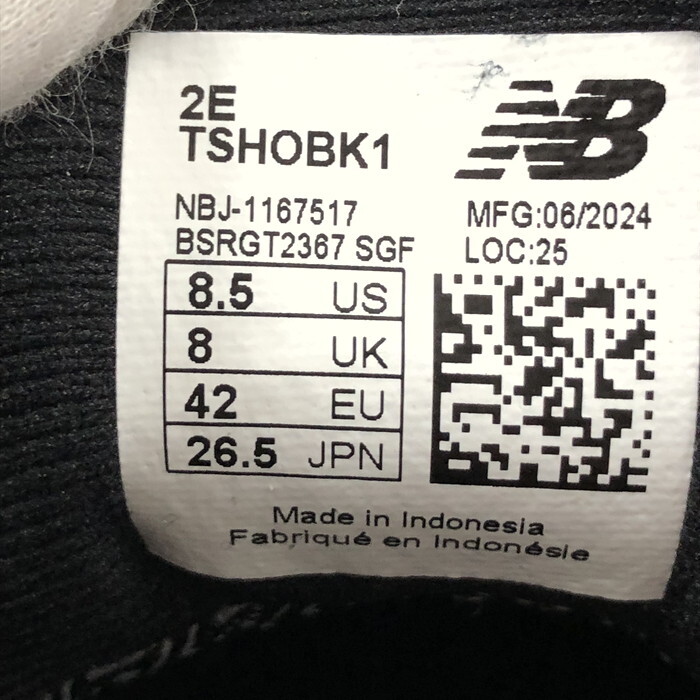 2E
TSHOBK1
NB
NBJ-1167517
MFG:06/2024
BSRGT2367 SGF
LOC:25
8.5 US
8 UK
42 EU
26.5 JPN
Made in Indonesia
Fabriqué en Indonésie